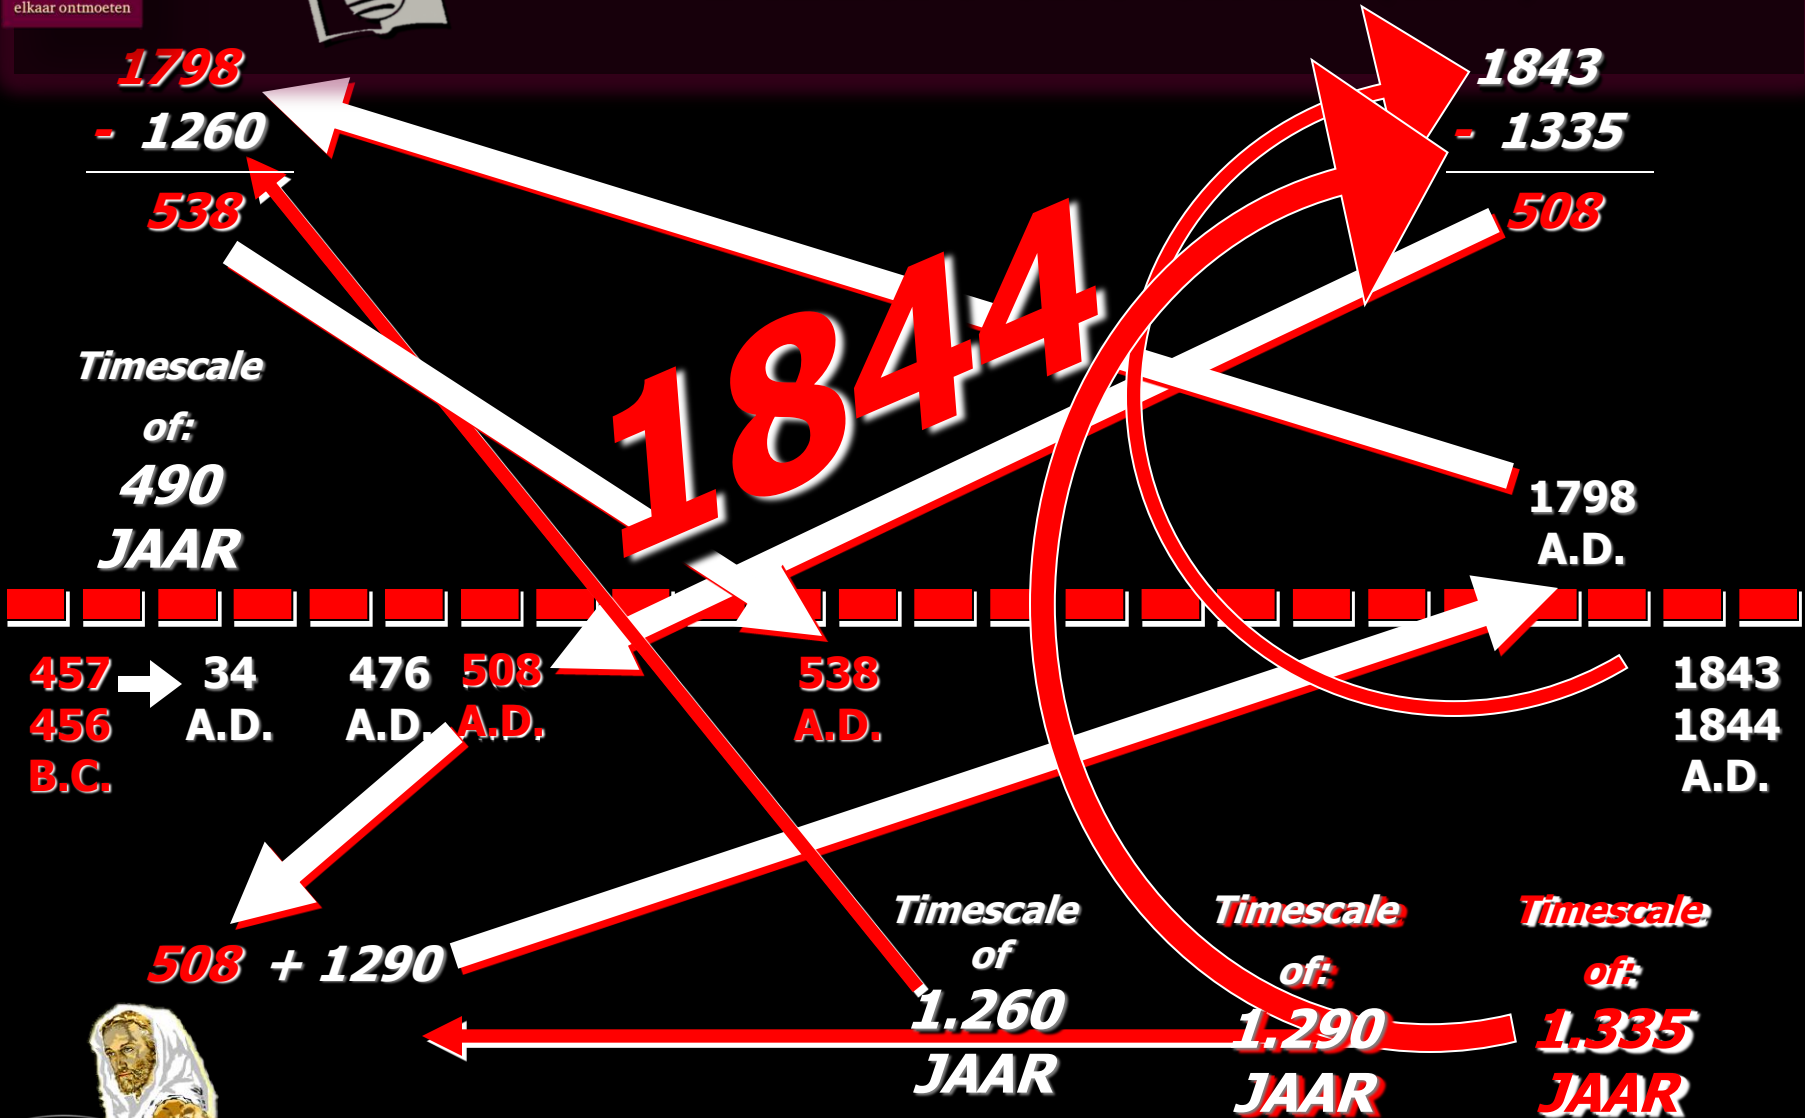 elkaar ontmoeten
1798
- 1260
538
1843
- 1335
508
1844
Timescale
of:
490
JAAR
1798
A.D.
457
456
B.C.
34
A.D.
476
A.D.
508
A.D.
538
A.D.
1843
1844
A.D.
508 + 1290
Timescale
of
1.260
JAAR
Timescale
of:
1.290
JAAR
Timescale
of:
1.335
JAAR